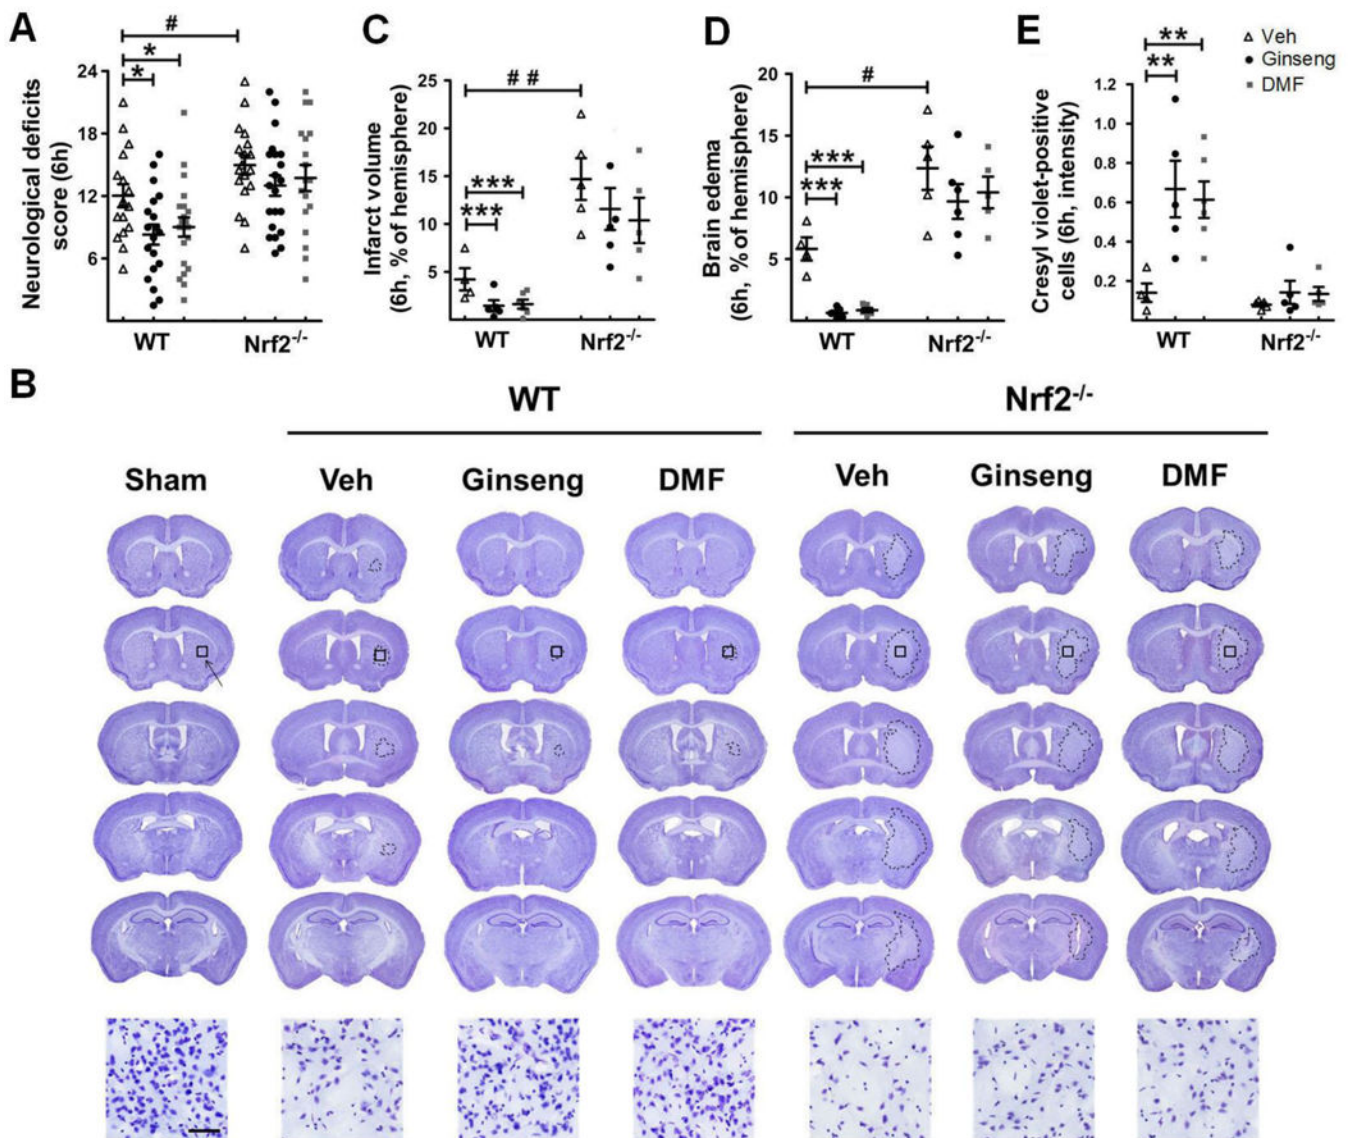 A
Neurological deficits
score (6h)
24
18
12
6
#
*
*
WT
Nrf2-/-
C
Infarct volume
(6h, % of hemisphere)
25
20
15
10
5
# #
***
***
WT
Nrf2-/-
D
Brain edema
(6h, % of hemisphere)
20
15
10
5
#
***
***
WT
Nrf2-/-
E
Cresyl violet-positive
cells (6h, intensity)
1.2
1.0
0.8
0.6
0.4
0.2
**
**
WT
Nrf2-/-
Veh
Ginseng
DMF
B
WT Nrf2-/-
Sham Veh Ginseng DMF Veh Ginseng DMF